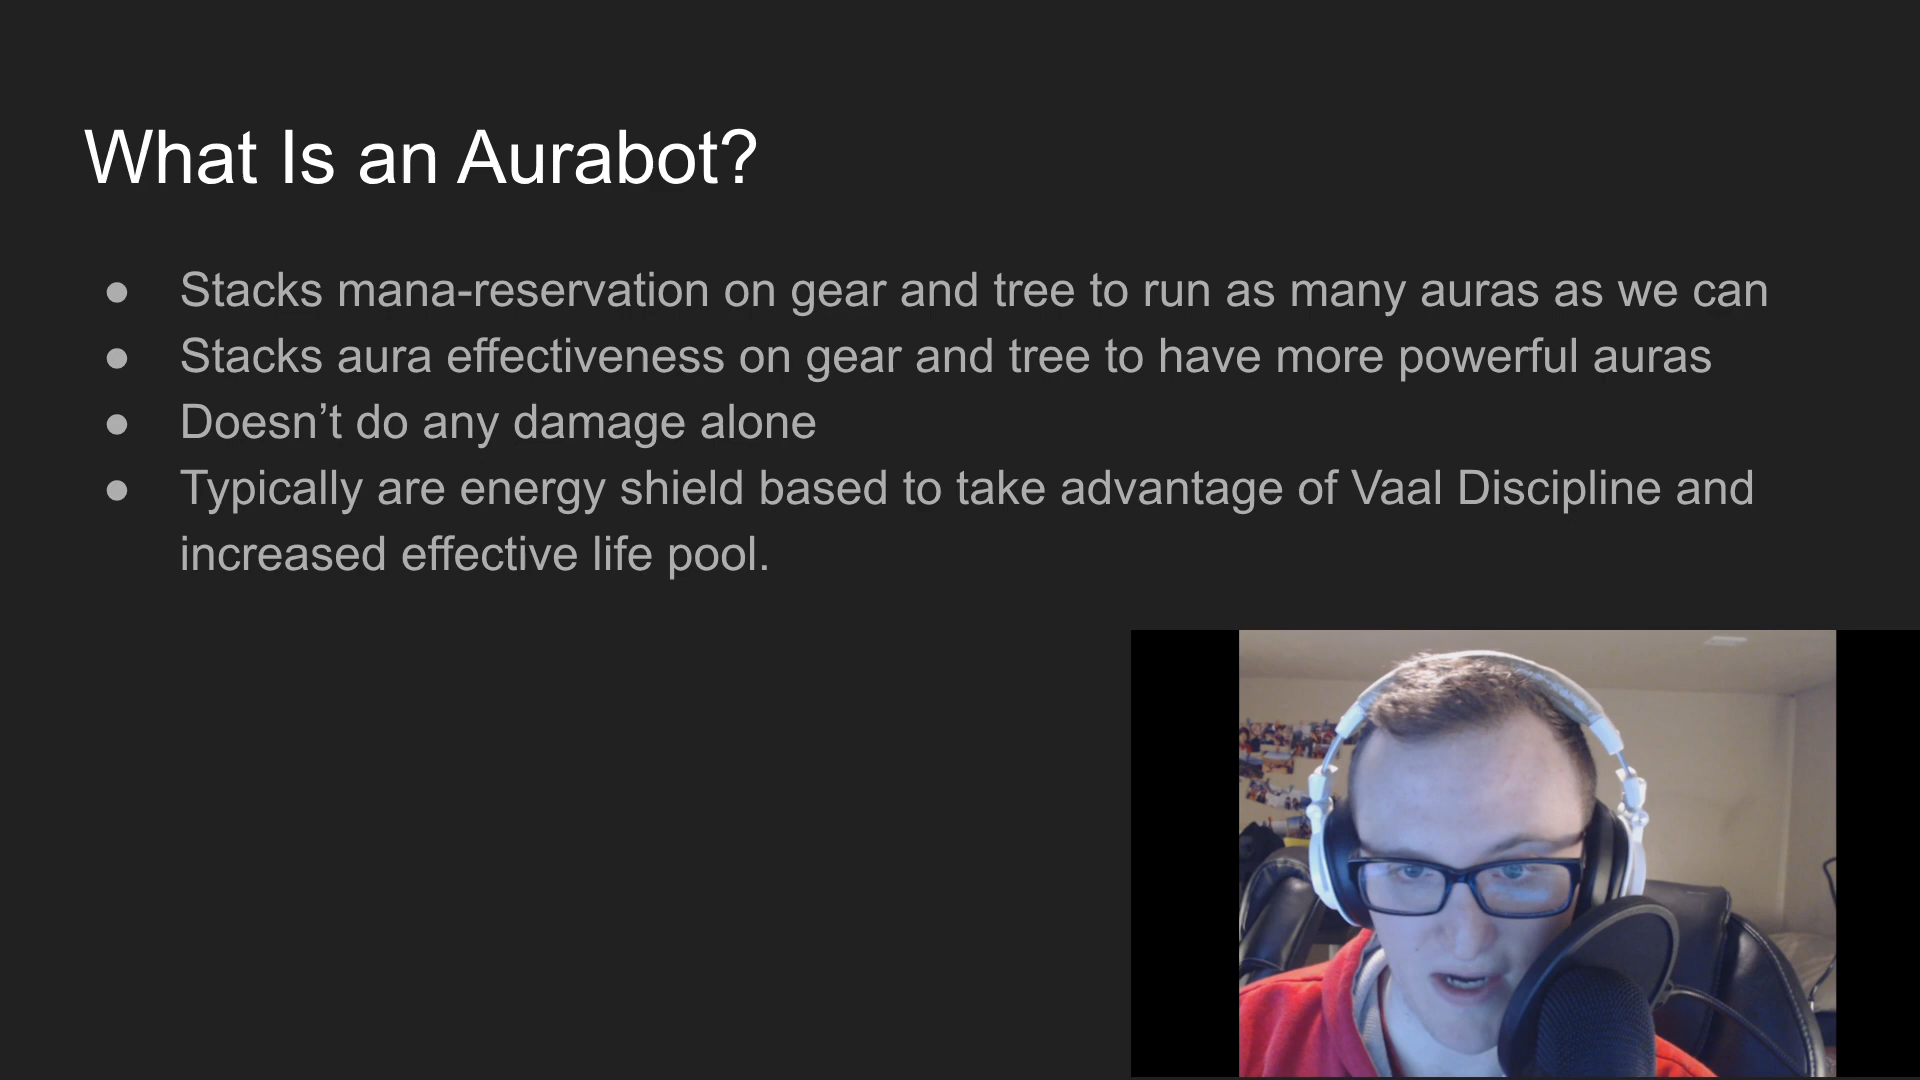 What Is an Aurabot?
● Stacks mana-reservation on gear and tree to run as many auras as we can
● Stacks aura effectiveness on gear and tree to have more powerful auras
● Doesn’t do any damage alone
● Typically are energy shield based to take advantage of Vaal Discipline and
increased effective life pool.